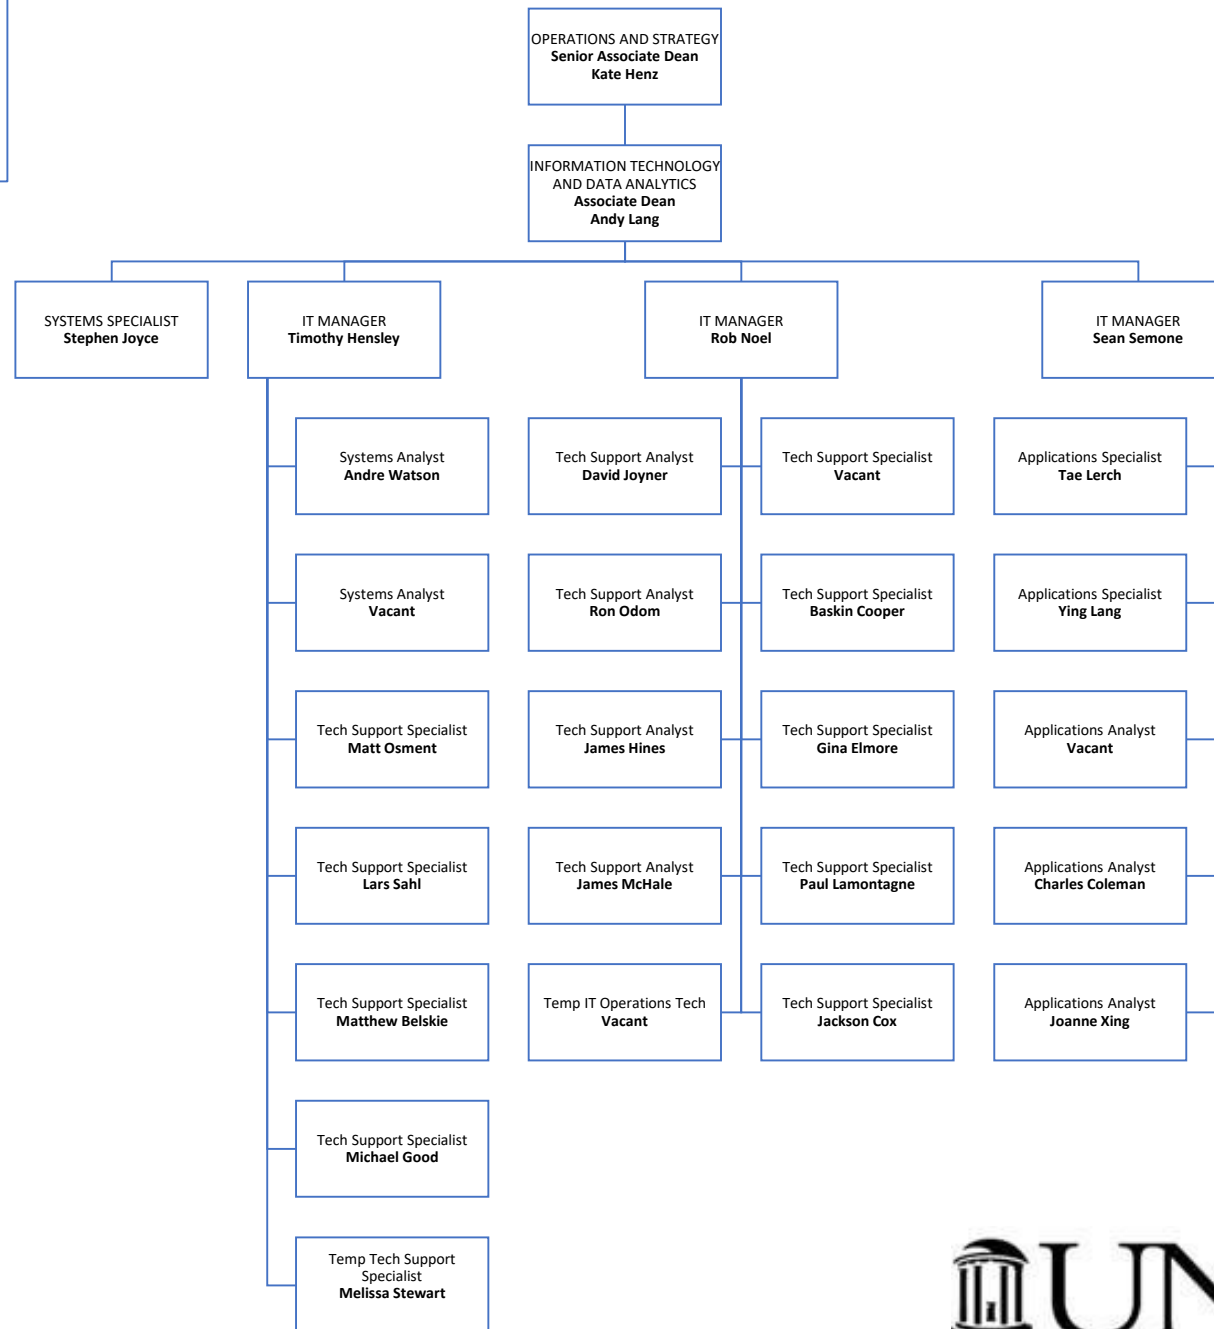 OPERATIONS AND STRATEGY
Senior Associate Dean
Kate Henz
INFORMATION TECHNOLOGY
AND DATA ANALYTICS
Associate Dean
Andy Lang
SYSTEMS SPECIALIST
Stephen Joyce
IT MANAGER
Timothy Hensley
IT MANAGER
Rob Noel
IT MANAGER
Sean Semone
Systems Analyst
Andre Watson
Tech Support Analyst
David Joyner
Tech Support Specialist
Vacant
Applications Specialist
Tae Lerch
Systems Analyst
Vacant
Tech Support Analyst
Ron Odom
Tech Support Specialist
Baskin Cooper
Applications Specialist
Ying Lang
Tech Support Specialist
Matt Osment
Tech Support Analyst
James Hines
Tech Support Specialist
Gina Elmore
Applications Analyst
Vacant
Tech Support Specialist
Lars Sahl
Tech Support Analyst
James McHale
Tech Support Specialist
Paul Lamontagne
Applications Analyst
Charles Coleman
Tech Support Specialist
Matthew Belskie
Temp IT Operations Tech
Vacant
Tech Support Specialist
Jackson Cox
Applications Analyst
Joanne Xing
Tech Support Specialist
Michael Good
Temp Tech Support
Specialist
Melissa Stewart
UN